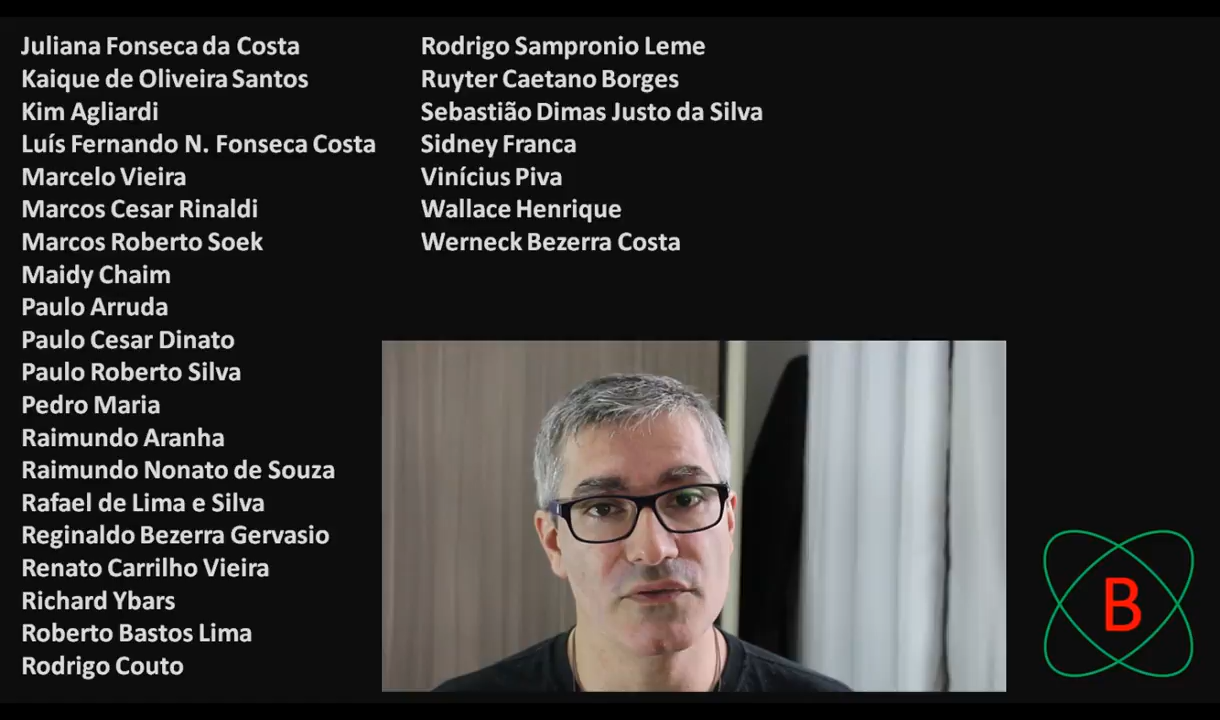 Juliana Fonseca da Costa
Kaique de Oliveira Santos
Kim Agliardi
Luís Fernando N. Fonseca Costa
Marcelo Vieira
Marcos Cesar Rinaldi
Marcos Roberto Soek
Maidy Chaim
Paulo Arruda
Paulo Cesar Dinato
Paulo Roberto Silva
Pedro Maria
Raimundo Aranha
Raimundo Nonato de Souza
Rafael de Lima e Silva
Reginaldo Bezerra Gervasio
Renato Carrilho Vieira
Richard Ybars
Roberto Bastos Lima
Rodrigo Couto
Rodrigo Sampronio Leme
Ruyter Caetano Borges
Sebastião Dimas Justo da Silva
Sidney Franca
Vinícius Piva
Wallace Henrique
Werneck Bezerra Costa
B